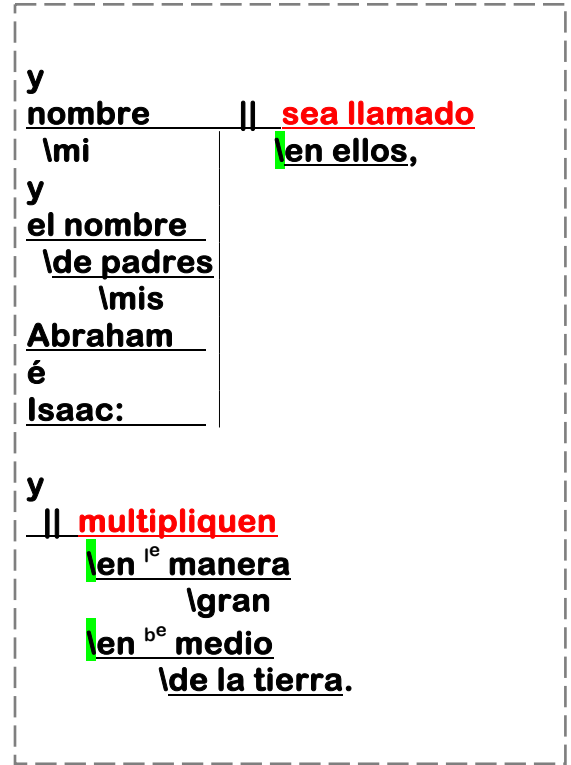 y
nombre || sea llamado
\mi \en ellos,
y
el nombre
\de padres
\mis
Abraham
é
Isaac:
y
|| multipliquen
\en le manera
\gran
\en be medio
\de la tierra.